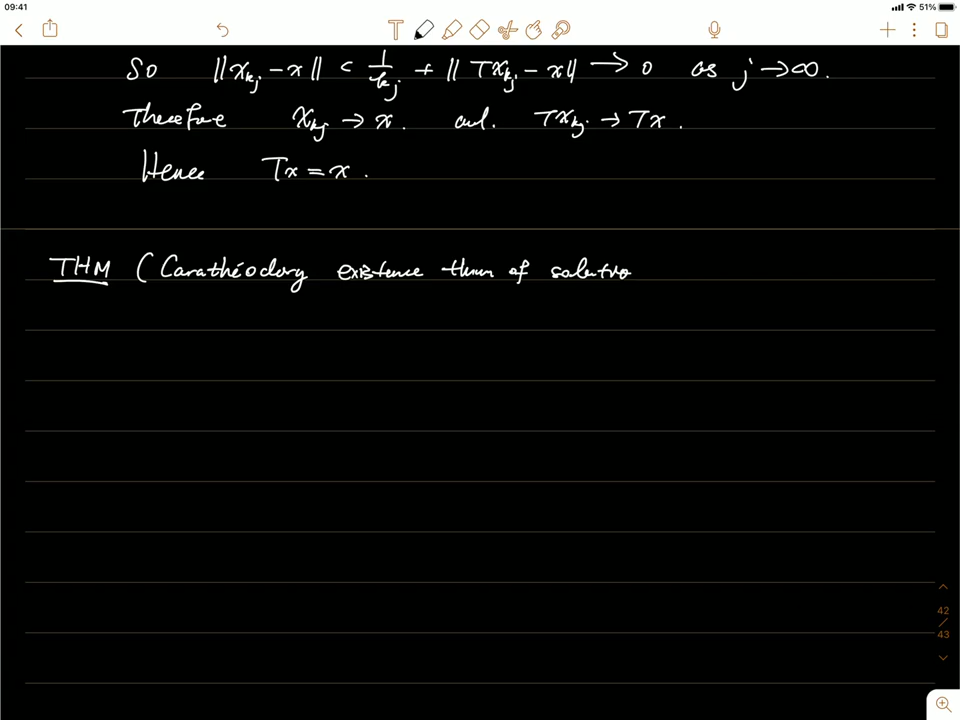 09:41
51%
T
So ||x_{k_j} - x|| < 1/k_j + ||Tx_{k_j} - x|| → 0 as j → ∞.
Therefore x_{k_j} → x. and. Tx_{k_j} → Tx.
Hence Tx = x.
THM (Carathéodory existence thm of solutio
42
/
43